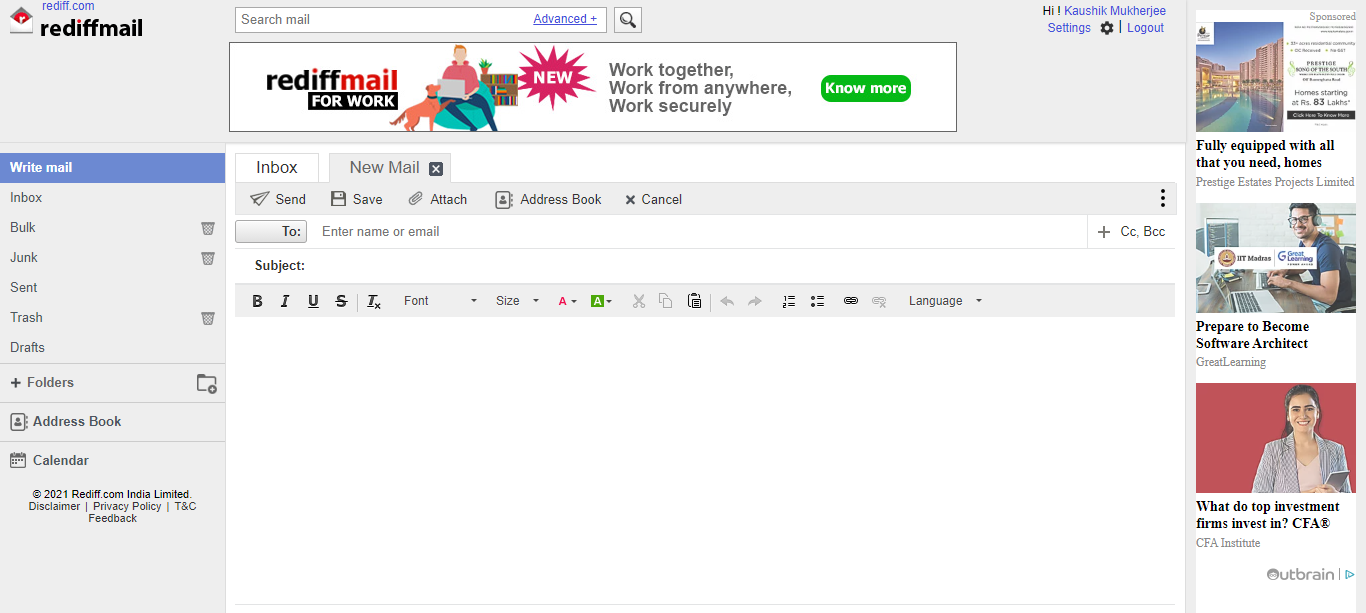 rediff.com
rediffmail
Search mail
Advanced +
Hi ! Kaushik Mukherjee
Settings | Logout
rediffmail
FOR WORK
NEW
Work together,
Work from anywhere,
Work securely
Know more
Write mail
Inbox
Bulk
Junk
Sent
Trash
Drafts
+ Folders
Address Book
Calendar
© 2021 Rediff.com India Limited.
Disclaimer | Privacy Policy | T&C
Feedback
Inbox
New Mail
Send
Save
Attach
Address Book
Cancel
To:
Enter name or email
+ Cc, Bcc
Subject:
B I U S Tx Font Size A A Language
Sponsored
PRESTIGE
SONG OF THE SOUTH
Homes starting
at Rs. 83 Lakhs*
Click Here To Know More
Fully equipped with all
that you need, homes
Prestige Estates Projects Limited
IIT Madras
Great Learning
Prepare to Become
Software Architect
GreatLearning
What do top investment
firms invest in? CFA®
CFA Institute
Outbrain